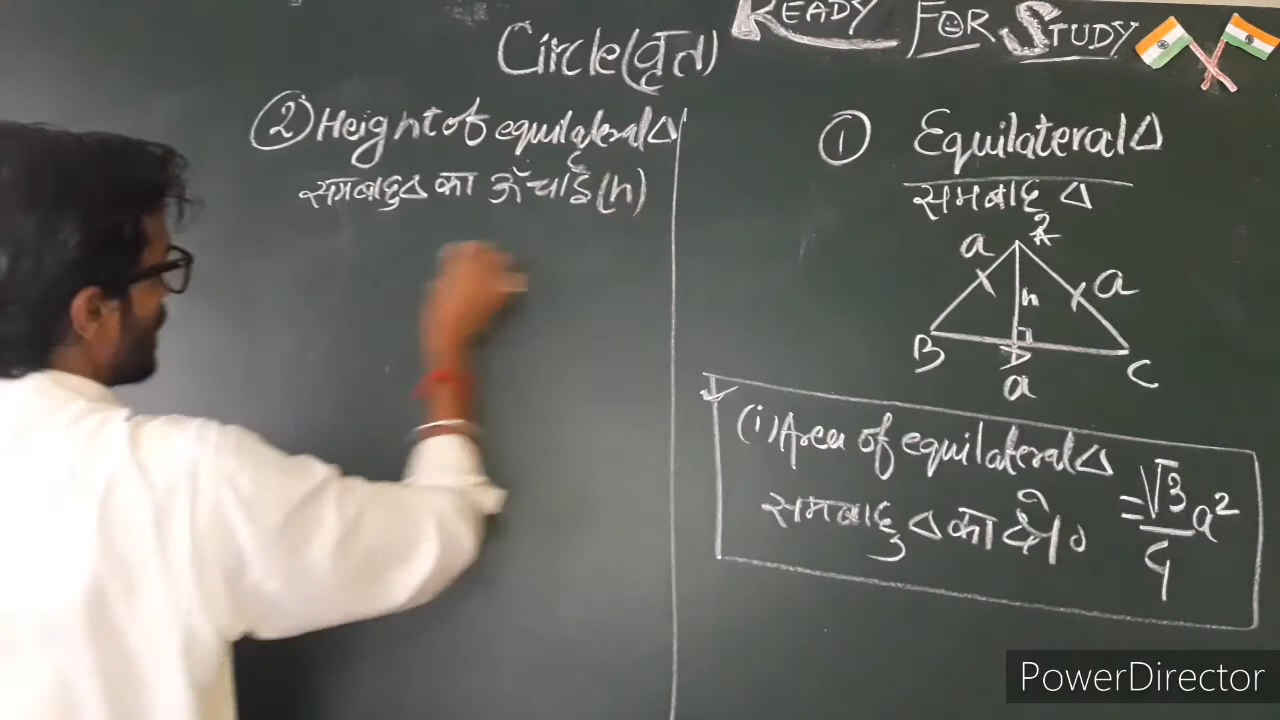 READY FOR STUDY
Circle(वृत)
② Height of equilateral Δ
समबाहु Δ का ऊँचाई (h)
① Equilateral Δ
समबाहु Δ
A
a
a
h
B
D
C
a
(i) Area of equilateral Δ
समबाहु Δ का क्षे०
= √3/4 a²
PowerDirector